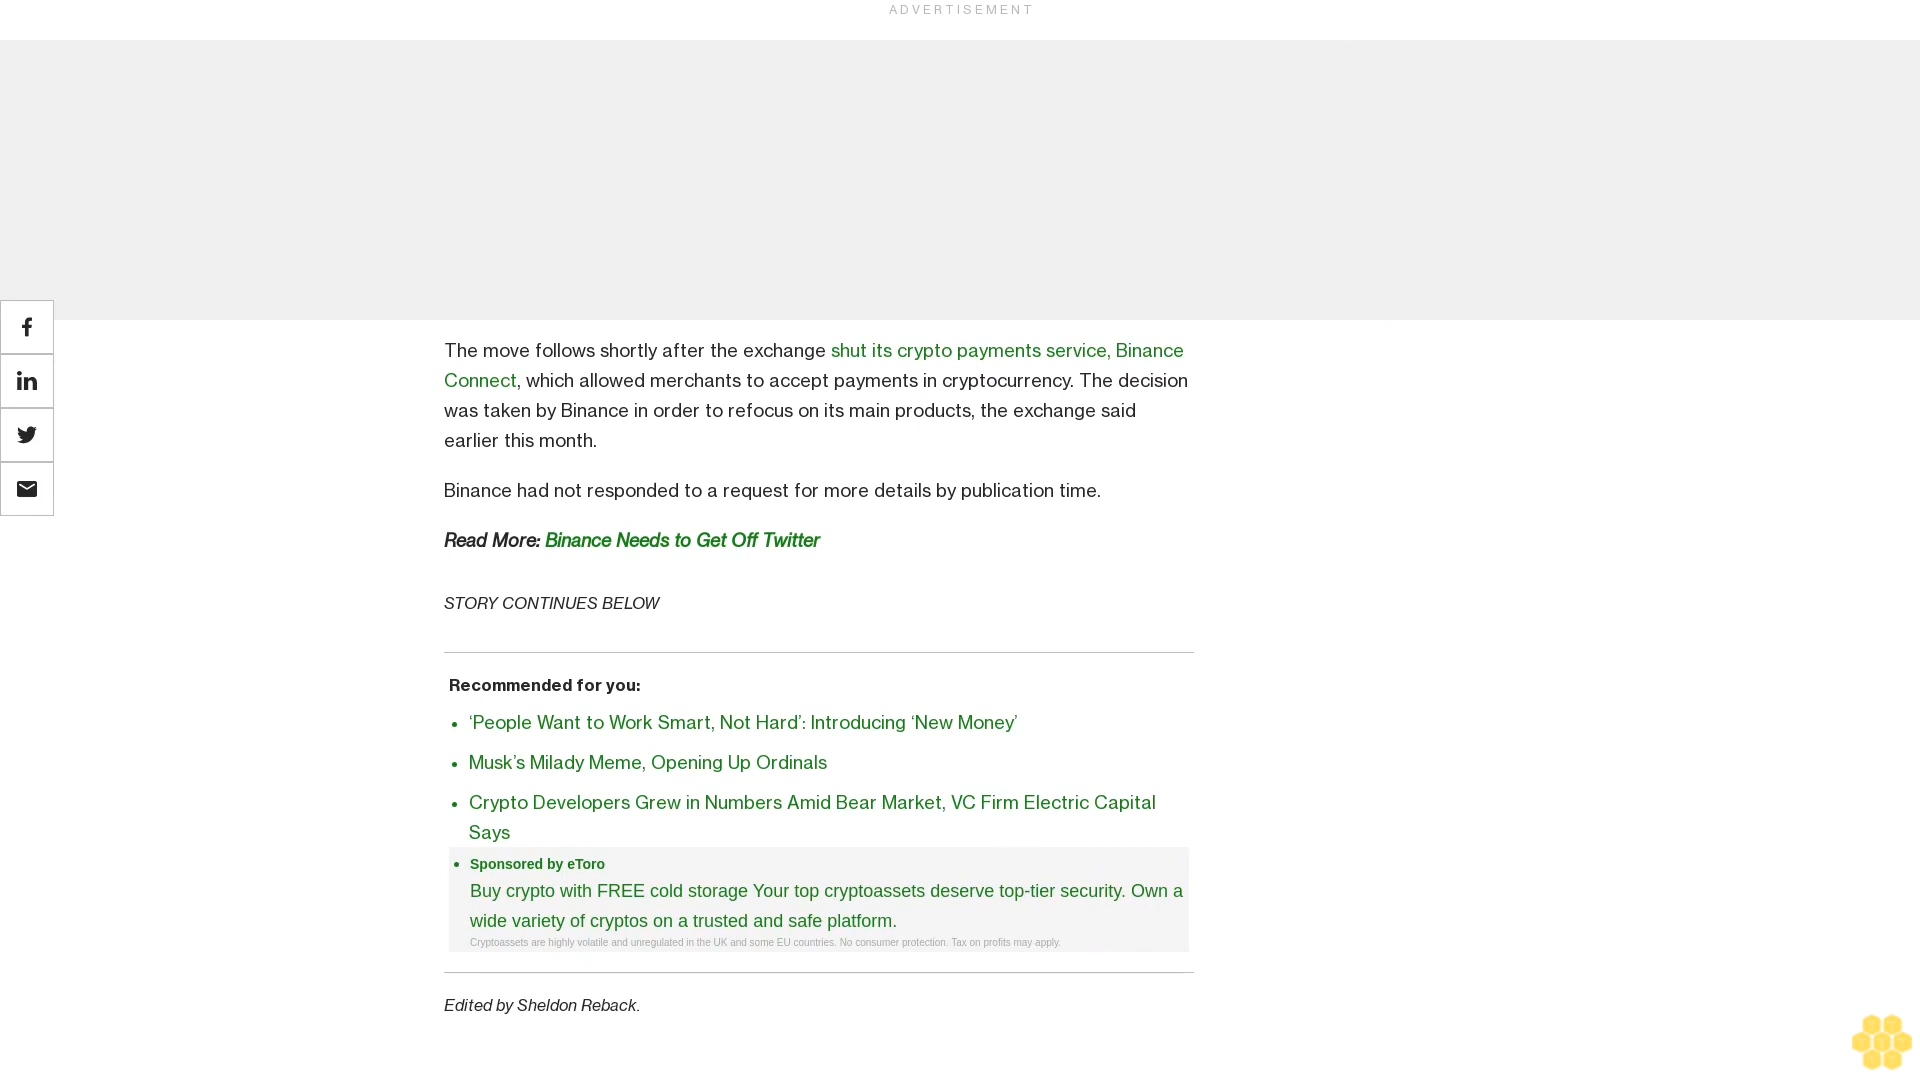 ADVERTISEMENT
The move follows shortly after the exchange shut its crypto payments service, Binance
Connect, which allowed merchants to accept payments in cryptocurrency. The decision
was taken by Binance in order to refocus on its main products, the exchange said
earlier this month.
Binance had not responded to a request for more details by publication time.
Read More: Binance Needs to Get Off Twitter
STORY CONTINUES BELOW
Recommended for you:
• ‘People Want to Work Smart, Not Hard’: Introducing ‘New Money’
• Musk’s Milady Meme, Opening Up Ordinals
• Crypto Developers Grew in Numbers Amid Bear Market, VC Firm Electric Capital
Says
• Sponsored by eToro
Buy crypto with FREE cold storage Your top cryptoassets deserve top-tier security. Own a
wide variety of cryptos on a trusted and safe platform.
Cryptoassets are highly volatile and unregulated in the UK and some EU countries. No consumer protection. Tax on profits may apply.
Edited by Sheldon Reback.